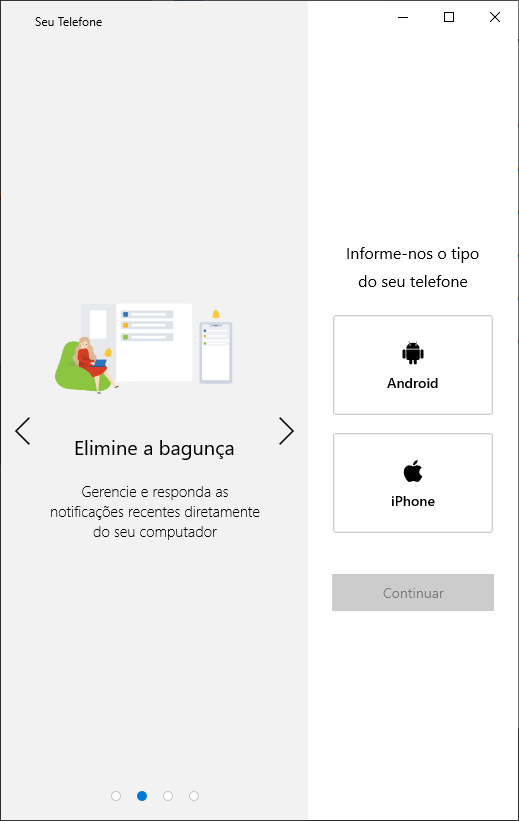 Seu Telefone
Elimine a bagunça
Gerencie e responda as
notificações recentes diretamente
do seu computador
Informe-nos o tipo
do seu telefone
Android
iPhone
Continuar